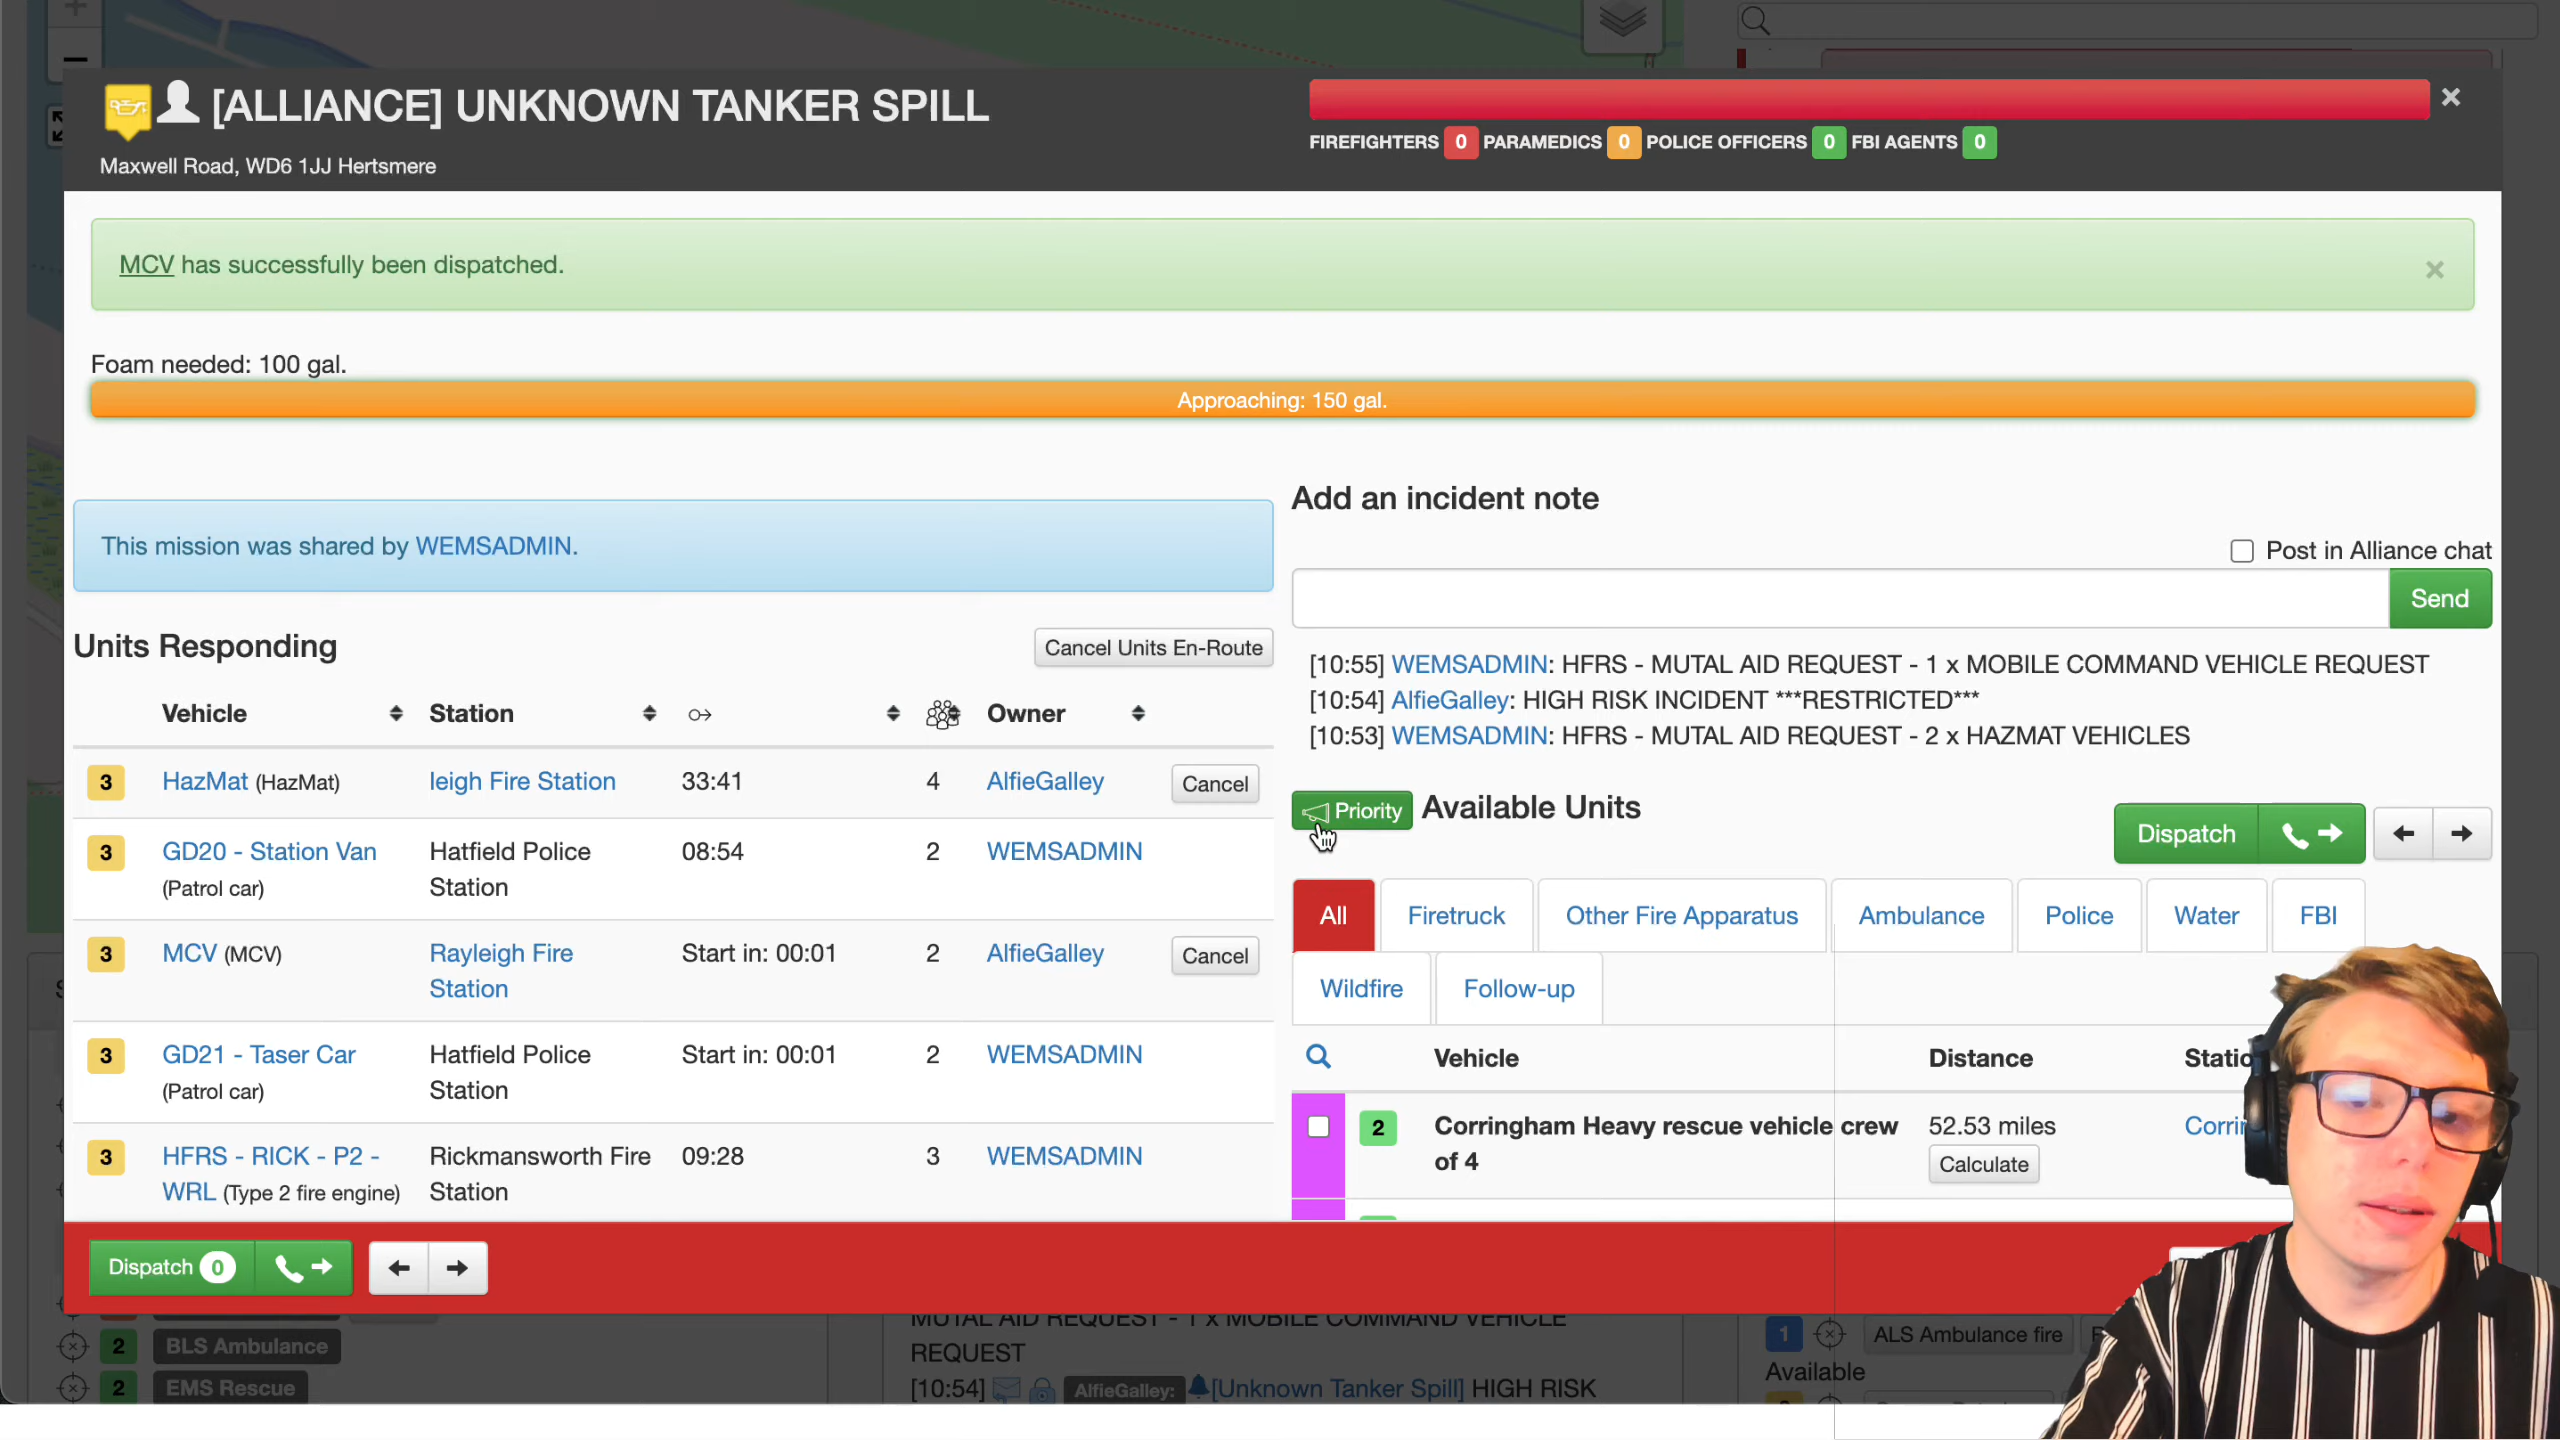 [ALLIANCE] UNKNOWN TANKER SPILL
Maxwell Road, WD6 1JJ Hertsmere
FIREFIGHTERS 0 PARAMEDICS 0 POLICE OFFICERS 0 FBI AGENTS 0
MCV has successfully been dispatched.
Foam needed: 100 gal.
Approaching: 150 gal.
This mission was shared by WEMSADMIN.
Units Responding
Cancel Units En-Route
Vehicle Station Owner
3 HazMat (HazMat) leigh Fire Station 33:41 4 AlfieGalley Cancel
3 GD20 - Station Van Hatfield Police 08:54 2 WEMSADMIN
(Patrol car) Station
3 MCV (MCV) Rayleigh Fire Start in: 00:01 2 AlfieGalley Cancel
Station
3 GD21 - Taser Car Hatfield Police Start in: 00:01 2 WEMSADMIN
(Patrol car) Station
3 HFRS - RICK - P2 - Rickmansworth Fire 09:28 3 WEMSADMIN
WRL (Type 2 fire engine) Station
Add an incident note
Post in Alliance chat
Send
[10:55] WEMSADMIN: HFRS - MUTAL AID REQUEST - 1 x MOBILE COMMAND VEHICLE REQUEST
[10:54] AlfieGalley: HIGH RISK INCIDENT ***RESTRICTED***
[10:53] WEMSADMIN: HFRS - MUTAL AID REQUEST - 2 x HAZMAT VEHICLES
Priority Available Units
Dispatch
All Firetruck Other Fire Apparatus Ambulance Police Water FBI
Wildfire Follow-up
Vehicle Distance Statio
2 Corringham Heavy rescue vehicle crew 52.53 miles Corri
of 4 Calculate
Dispatch 0
2 BLS Ambulance
2 EMS Rescue
MUTAL AID REQUEST - 1 x MOBILE COMMAND VEHICLE
REQUEST
[10:54] AlfieGalley: [Unknown Tanker Spill] HIGH RISK
1 ALS Ambulance fire
Available